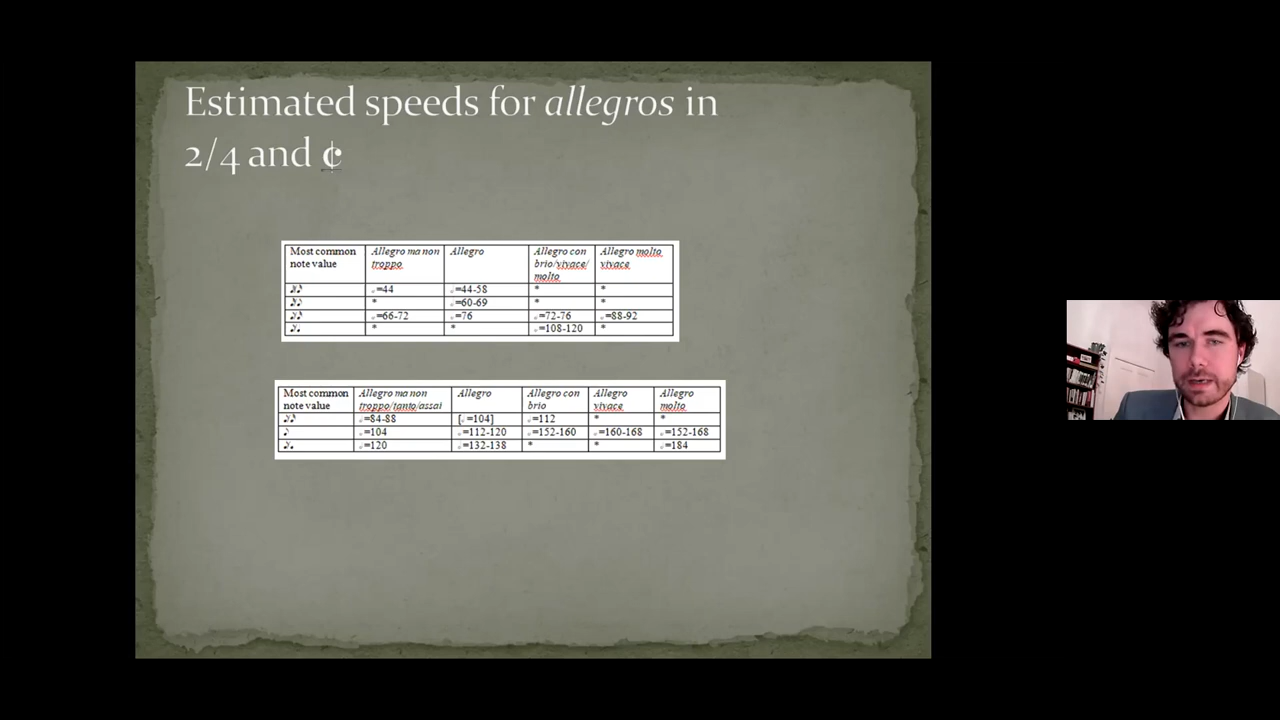 Estimated speeds for allegros in
2/4 and ¢
Most common note value Allegro ma non troppo Allegro Allegro con brio/vivace/molto Allegro molto vivace
=44 =44-58 * *
* =60-69 * *
=66-72 =76 =72-76 =88-92
* * =108-120 *
Most common note value Allegro ma non troppo/tanto/assai Allegro Allegro con brio Allegro vivace Allegro molto
=84-88 [ =104] =112 * *
=104 =112-120 =152-160 =160-168 =152-168
=120 =132-138 * * =184